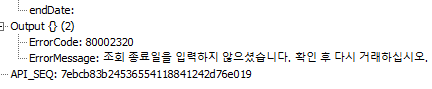 endDate:
Output {} (2)
ErrorCode: 80002320
ErrorMessage: 조회 종료일을 입력하지 않으셨습니다. 확인 후 다시 거래하십시오.
API_SEQ: 7ebcb83b24536554118841242d76e019